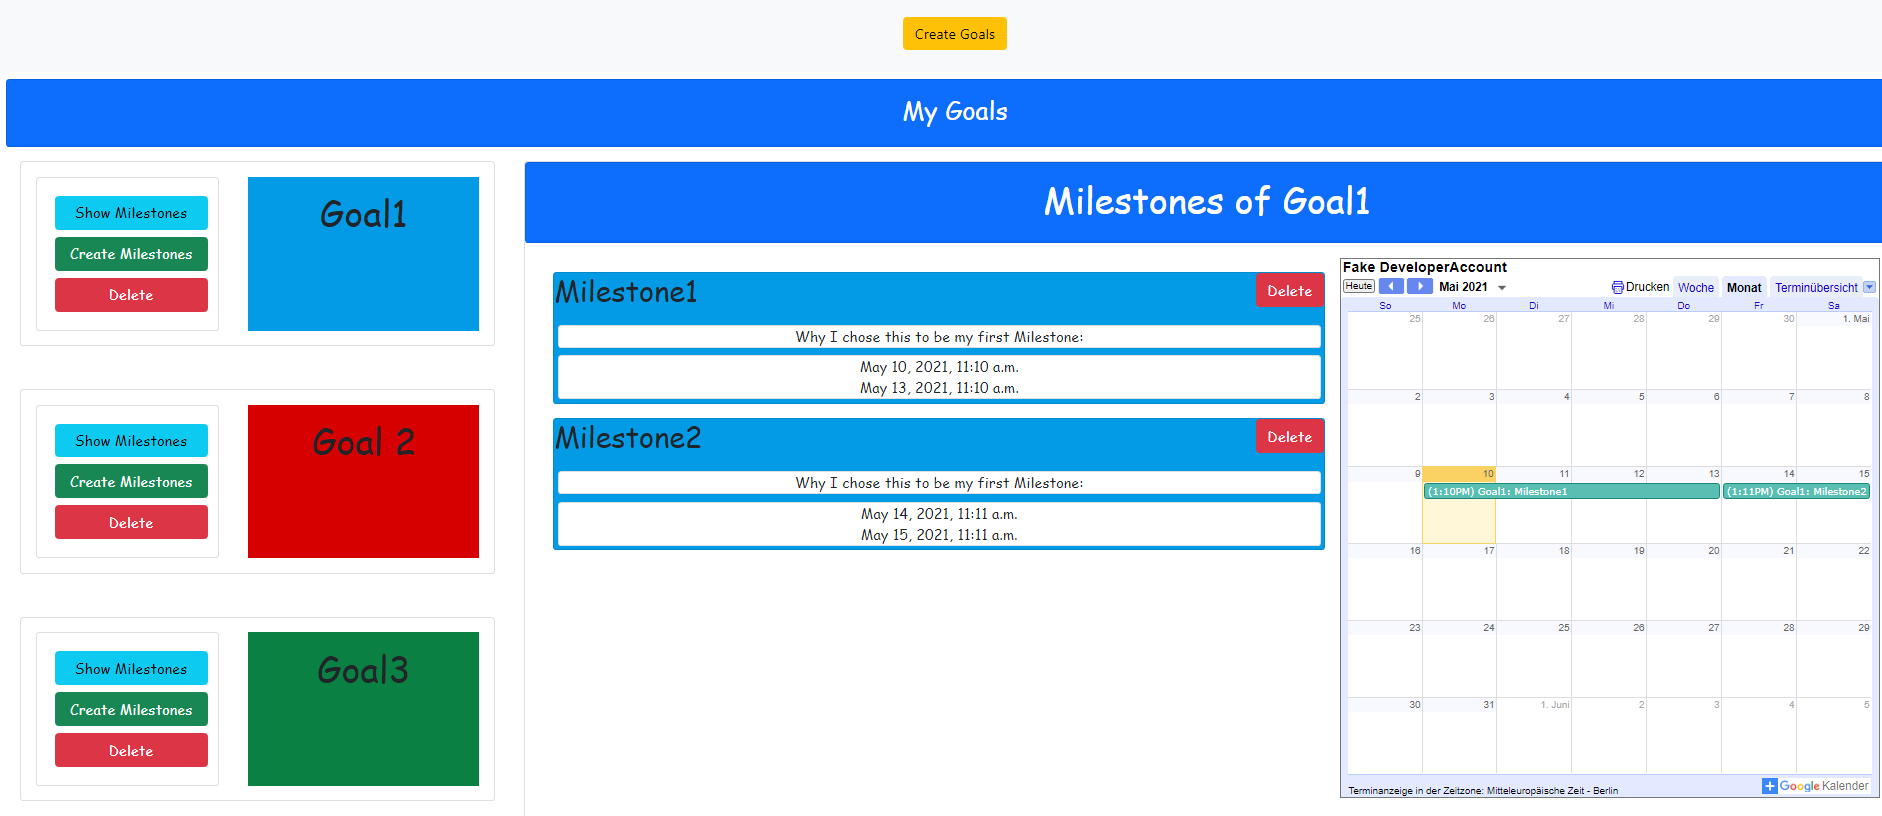 Create Goals
My Goals
Show Milestones
Create Milestones
Delete
Goal1
Show Milestones
Create Milestones
Delete
Goal 2
Show Milestones
Create Milestones
Delete
Goal3
Milestones of Goal1
Milestone1
Delete
Why I chose this to be my first Milestone:
May 10, 2021, 11:10 a.m.
May 13, 2021, 11:10 a.m.
Milestone2
Delete
Why I chose this to be my first Milestone:
May 14, 2021, 11:11 a.m.
May 15, 2021, 11:11 a.m.
Fake DeveloperAccount
Heute Mai 2021 Drucken Woche Monat Terminübersicht
So Mo Di Mi Do Fr Sa
25 26 27 28 29 30 1. Mai
2 3 4 5 6 7 8
9 10 11 12 13 14 15
(1:10PM) Goal1: Milestone1 (1:11PM) Goal1: Milestone2
16 17 18 19 20 21 22
23 24 25 26 27 28 29
30 31 1. Juni 2 3 4 5
Google Kalender
Terminanzeige in der Zeitzone: Mitteleuropäische Zeit - Berlin